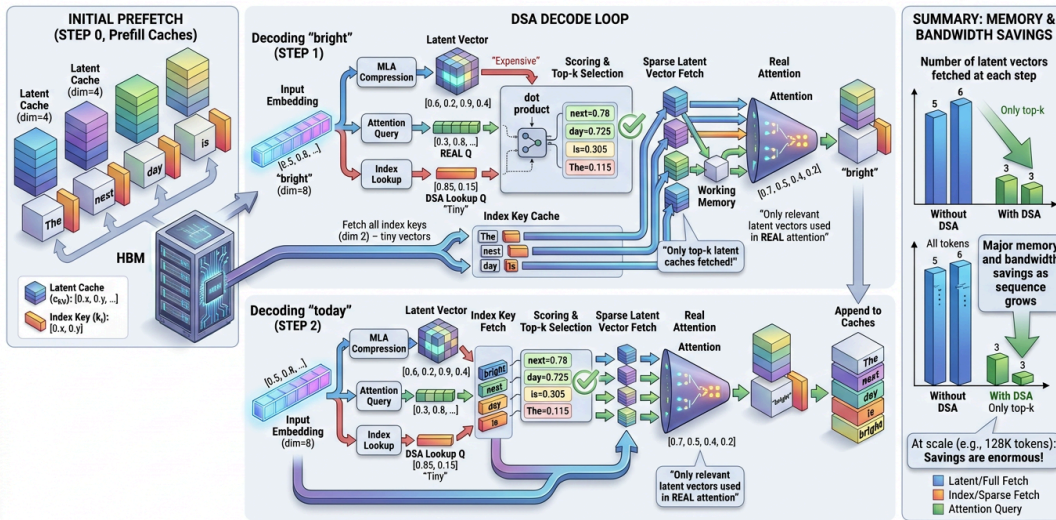 INITIAL PREFETCH
(STEP 0, Prefill Caches)
Latent
Cache
(dim=4)
Latent
Cache
(dim=4)
The
nest
day
is
HBM
Latent Cache
(cₖᵥ): [0.x, 0.y, ...]
Index Key (kₜ):
[0.x, 0.y]
DSA DECODE LOOP
Decoding "bright"
(STEP 1)
Input
Embedding
[0.5, 0.8, ...]
"bright"
(dim=8)
MLA
Compression
Attention
Query
Index
Lookup
Latent Vector
[0.6, 0.2, 0.9, 0.4]
[0.3, 0.8, ...]
REAL Q
[0.85, 0.15]
DSA Lookup Q
"Tiny"
"Expensive"
Scoring &
Top-k Selection
dot
product
next=0.78
day=0.725
Is=0.305
The=0.115
Sparse Latent
Vector Fetch
Working
Memory
Real
Attention
Attention
[0.7, 0.5, 0.4, 0.2]
"Only relevant
latent vectors used
in REAL attention"
"bright"
Fetch all index keys
(dim 2) – tiny vectors
Index Key Cache
The
nest
day
Is
"Only top-k latent
caches fetched!"
Decoding "today"
(STEP 2)
[0.5, 0.8, ...]
Input
Embedding
(dim=8)
MLA
Compression
Attention
Query
Index
Lookup
Latent Vector
[0.6, 0.2, 0.9, 0.4]
[0.3, 0.8, ...]
DSA Lookup Q
[0.85, 0.15]
"Tiny"
Index Key
Fetch
bright
nest
day
ie
Scoring &
Top-k Selection
next=0.78
day=0.725
is=0.305
The=0.115
Sparse Latent
Vector Fetch
Real
Attention
Attention
[0.7, 0.5, 0.4, 0.2]
"Only relevant
latent vectors used
in REAL attention"
"bright"
Append to
Caches
The
next
day
ie
brigho
SUMMARY: MEMORY &
BANDWIDTH SAVINGS
Number of latent vectors
fetched at each step
5
6
Only top-k
3
3
Without
DSA
With DSA
All tokens
5
6
Major memory
and bandwidth
savings as
sequence
grows
3
3
Without
DSA
With DSA
Only top-k
At scale (e.g., 128K tokens):
Savings are enormous!
Latent/Full Fetch
Index/Sparse Fetch
Attention Query